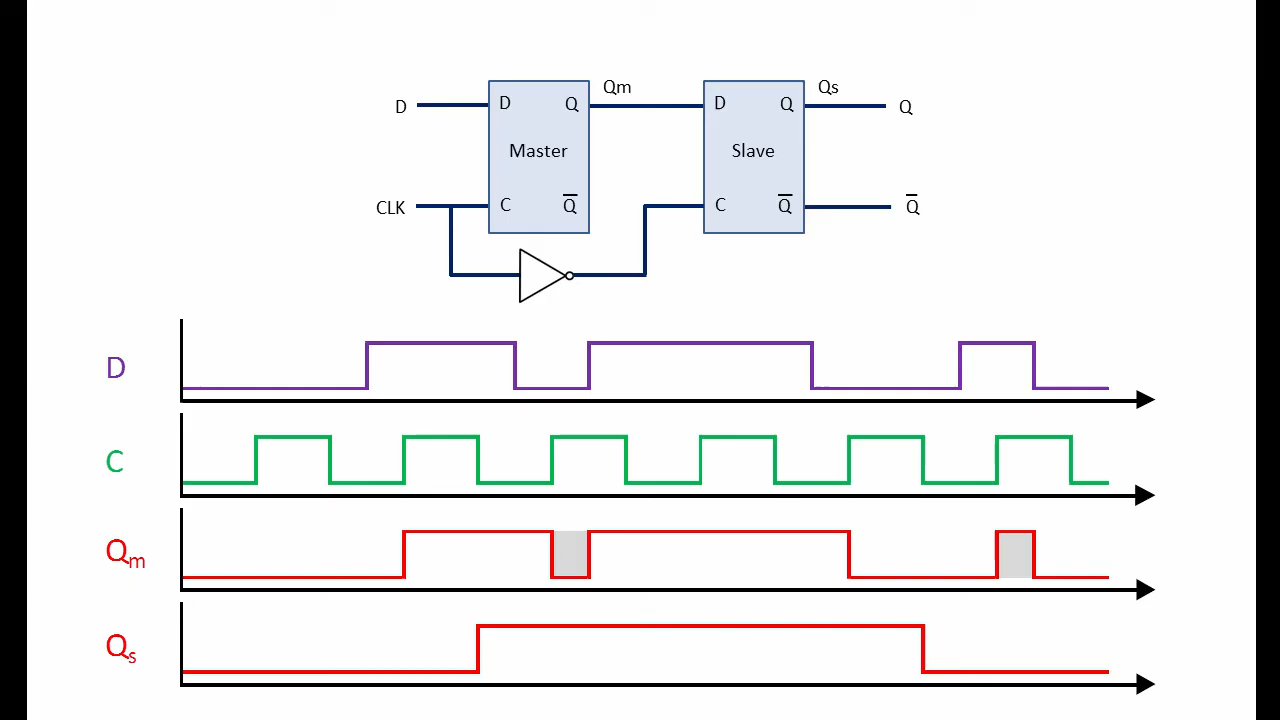 Qm Qs
D D Q D Q Q
Master Slave
CLK C Q̅ C Q̅ Q̅
D
C
Qm
Qs